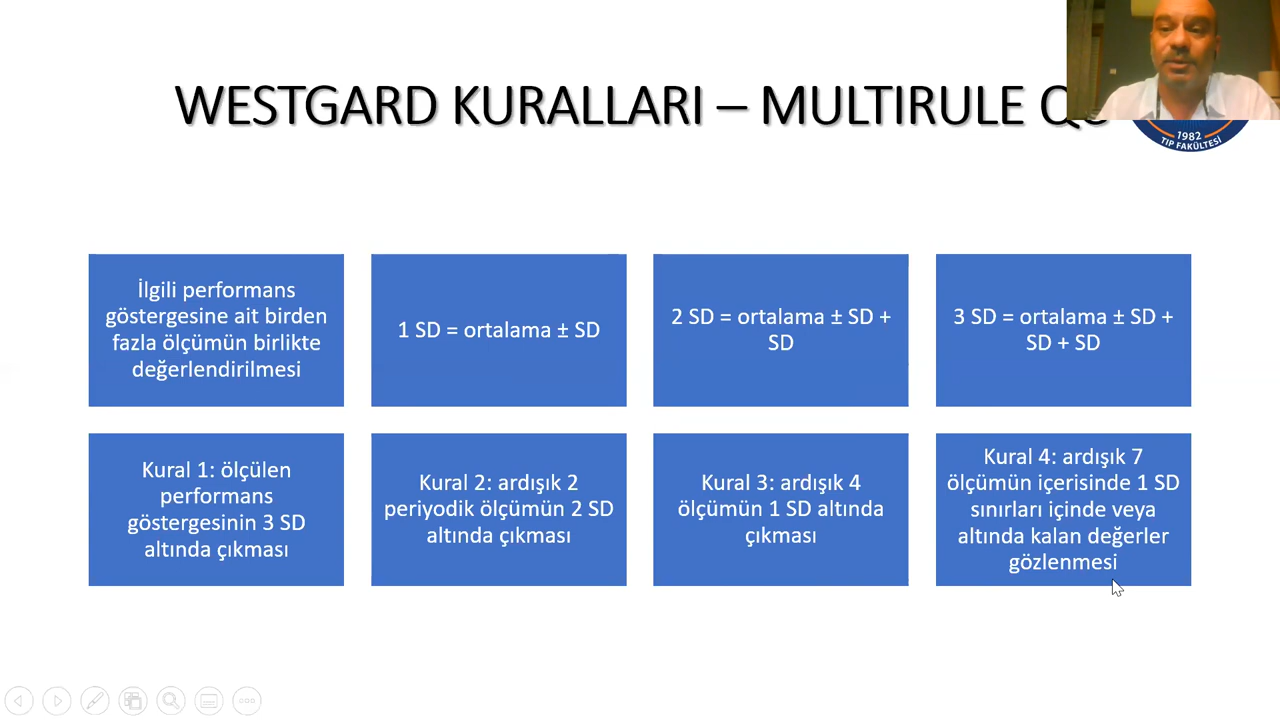 WESTGARD KURALLARI – MULTIRULE
1982
TIP FAKÜLTESİ
İlgili performans
göstergesine ait birden
fazla ölçümün birlikte
değerlendirilmesi
1 SD = ortalama ± SD
2 SD = ortalama ± SD +
SD
3 SD = ortalama ± SD +
SD + SD
Kural 1: ölçülen
performans
göstergesinin 3 SD
altında çıkması
Kural 2: ardışık 2
periyodik ölçümün 2 SD
altında çıkması
Kural 3: ardışık 4
ölçümün 1 SD altında
çıkması
Kural 4: ardışık 7
ölçümün içerisinde 1 SD
sınırları içinde veya
altında kalan değerler
gözlenmesi